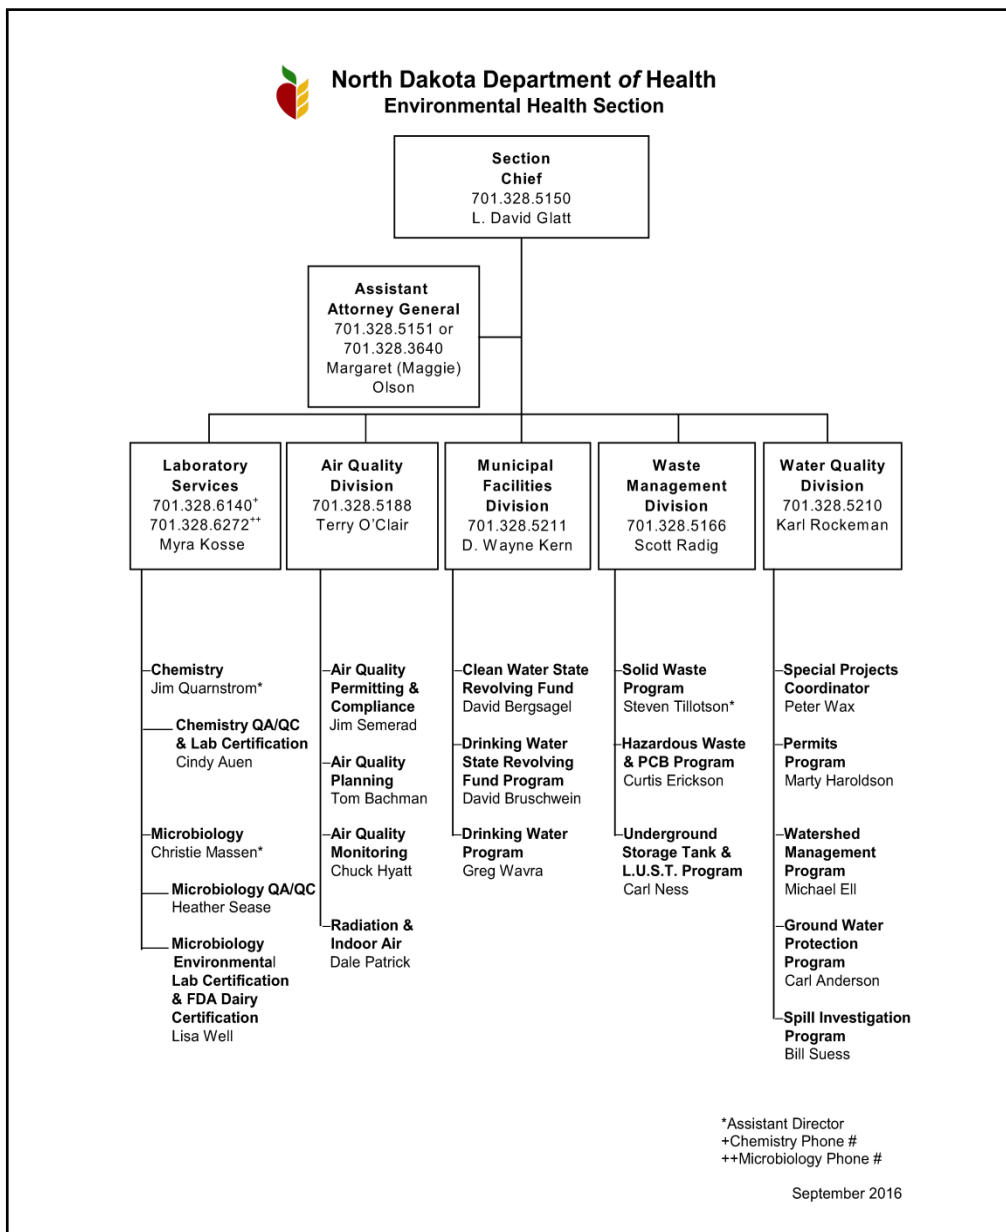 North Dakota Department of Health
Environmental Health Section
Section
Chief
701.328.5150
L. David Glatt
Assistant
Attorney General
701.328.5151 or
701.328.3640
Margaret (Maggie)
Olson
Laboratory
Services
701.328.6140+
701.328.6272++
Myra Kosse
Air Quality
Division
701.328.5188
Terry O'Clair
Municipal
Facilities
Division
701.328.5211
D. Wayne Kern
Waste
Management
Division
701.328.5166
Scott Radig
Water Quality
Division
701.328.5210
Karl Rockeman
Chemistry
Jim Quarnstrom*
Chemistry QA/QC
& Lab Certification
Cindy Auen
Microbiology
Christie Massen*
Microbiology QA/QC
Heather Sease
Microbiology
Environmental
Lab Certification
& FDA Dairy
Certification
Lisa Well
Air Quality
Permitting &
Compliance
Jim Semerad
Air Quality
Planning
Tom Bachman
Air Quality
Monitoring
Chuck Hyatt
Radiation &
Indoor Air
Dale Patrick
Clean Water State
Revolving Fund
David Bergsagel
Drinking Water
State Revolving
Fund Program
David Bruschwein
Drinking Water
Program
Greg Wavra
Solid Waste
Program
Steven Tillotson*
Hazardous Waste
& PCB Program
Curtis Erickson
Underground
Storage Tank &
L.U.S.T. Program
Carl Ness
Special Projects
Coordinator
Peter Wax
Permits
Program
Marty Haroldson
Watershed
Management
Program
Michael Ell
Ground Water
Protection
Program
Carl Anderson
Spill Investigation
Program
Bill Suess
*Assistant Director
+Chemistry Phone #
++Microbiology Phone #
September 2016